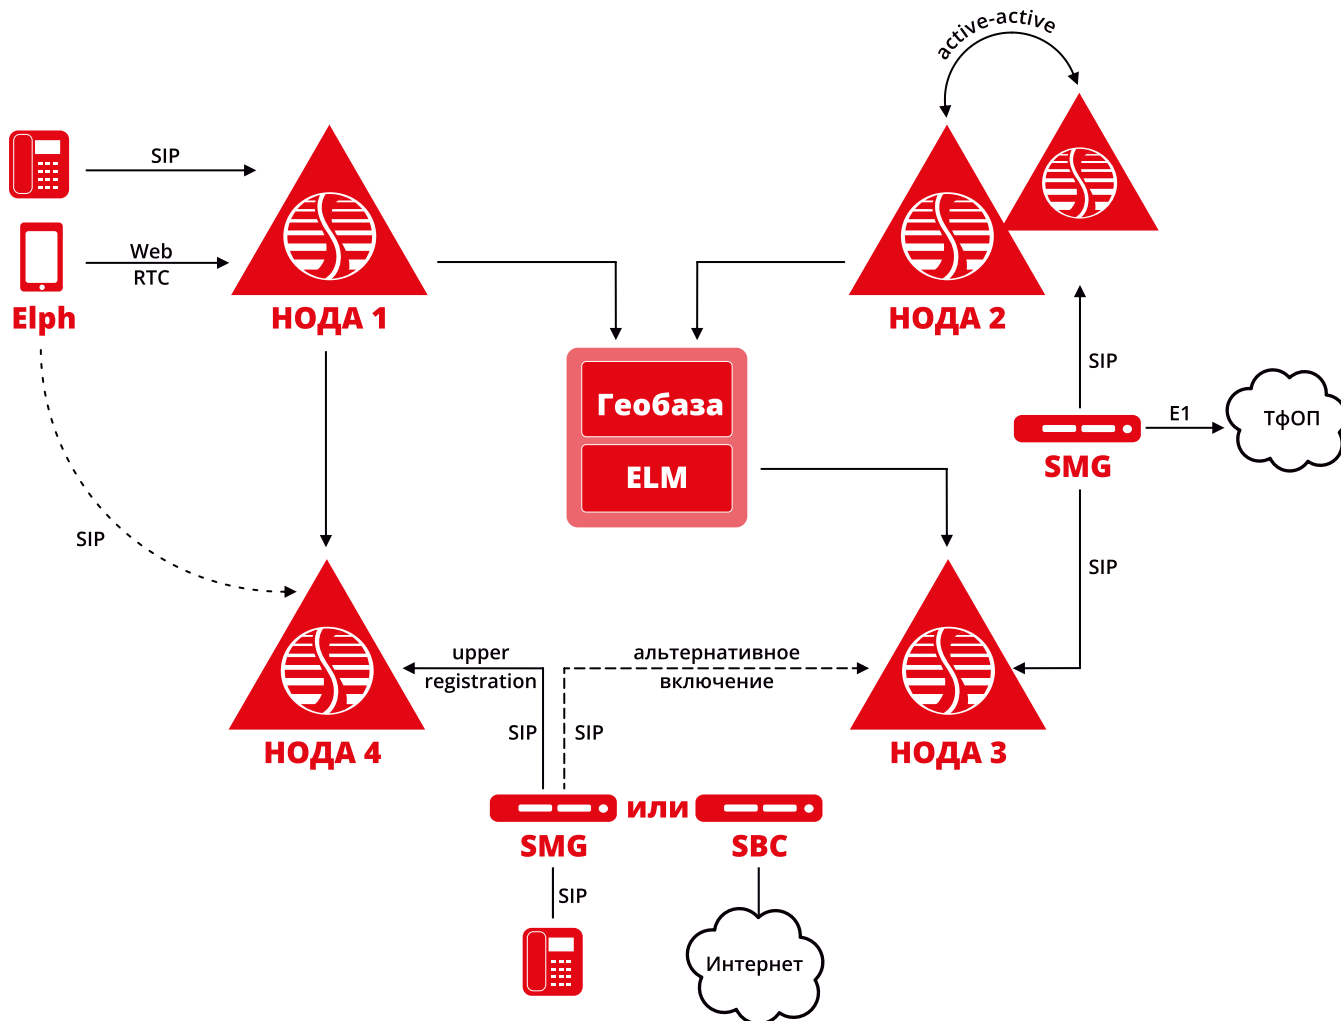 active-active
SIP
Web
RTC
Elph
НОДА 1
НОДА 2
Геобаза
ELM
SIP
E1
ТфОП
SMG
SIP
SIP
upper
registration
альтернативное
включение
SIP
SIP
НОДА 4
НОДА 3
SMG
или
SBC
SIP
Интернет